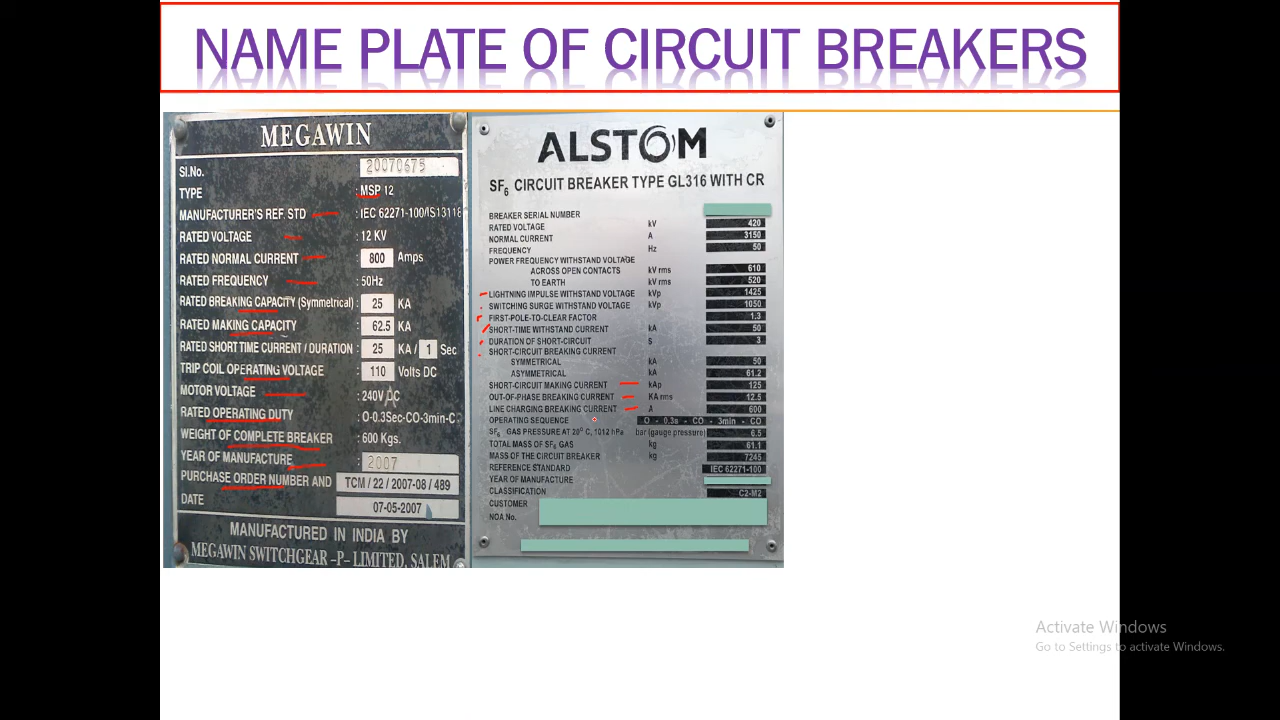 NAME PLATE OF CIRCUIT BREAKERS
MEGAWIN
Sl.No. 20070675
TYPE : MSP 12
MANUFACTURER'S REF. STD : IEC 62271-100/IS13118
RATED VOLTAGE : 12 KV
RATED NORMAL CURRENT : 800 Amps
RATED FREQUENCY : 50Hz
RATED BREAKING CAPACITY (Symmetrical) : 25 KA
RATED MAKING CAPACITY : 62.5 KA
RATED SHORT TIME CURRENT / DURATION : 25 KA / 1 Sec
TRIP COIL OPERATING VOLTAGE : 110 Volts DC
MOTOR VOLTAGE : 240V DC
RATED OPERATING DUTY : O-0.3Sec-CO-3min-C
WEIGHT OF COMPLETE BREAKER : 600 Kgs.
YEAR OF MANUFACTURE : 2007
PURCHASE ORDER NUMBER AND TCM / 22 / 2007-08 / 489
DATE 07-05-2007
MANUFACTURED IN INDIA BY
MEGAWIN SWITCHGEAR -P- LIMITED, SALEM
ALSTOM
SF6 CIRCUIT BREAKER TYPE GL316 WITH CR
BREAKER SERIAL NUMBER
RATED VOLTAGE kV 420
NORMAL CURRENT A 3150
FREQUENCY Hz 50
POWER FREQUENCY WITHSTAND VOLTAGE
ACROSS OPEN CONTACTS kV rms 610
TO EARTH kV rms 520
LIGHTNING IMPULSE WITHSTAND VOLTAGE kVp 1425
SWITCHING SURGE WITHSTAND VOLTAGE kVp 1050
FIRST-POLE-TO-CLEAR FACTOR 1.3
SHORT-TIME WITHSTAND CURRENT kA 50
DURATION OF SHORT-CIRCUIT s 3
SHORT-CIRCUIT BREAKING CURRENT
SYMMETRICAL kA 50
ASYMMETRICAL kA 61.2
SHORT-CIRCUIT MAKING CURRENT kAp 125
OUT-OF-PHASE BREAKING CURRENT KA rms 12.5
LINE CHARGING BREAKING CURRENT A 600
OPERATING SEQUENCE O - 0.3s - CO - 3min - CO
SF6 GAS PRESSURE AT 20° C, 1012 hPa bar (gauge pressure) 6.5
TOTAL MASS OF SF6 GAS kg 61.1
MASS OF THE CIRCUIT BREAKER kg 7245
REFERENCE STANDARD IEC 62271-100
YEAR OF MANUFACTURE
CLASSIFICATION C2-M2
CUSTOMER
NOA No.
Activate Windows
Go to Settings to activate Windows.